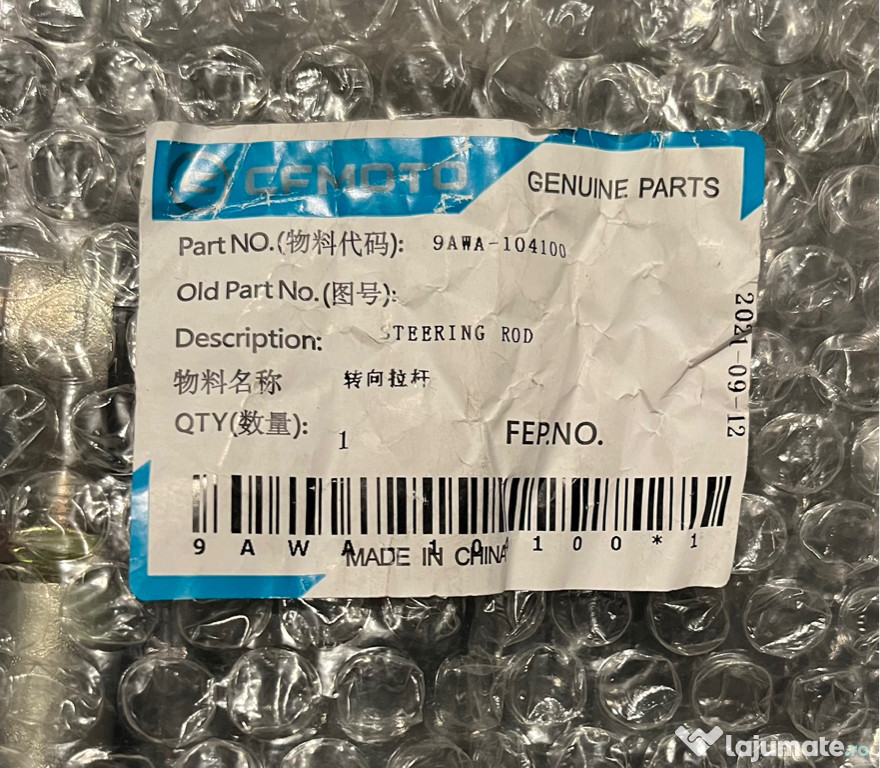 CFMOTO
GENUINE PARTS
Part NO.(物料代码): 9AWA-104100
Old Part No.(图号):
Description: STEERING ROD
物料名称 转向拉杆
QTY(数量): 1
FEP.NO.
2021-09-12
9AWA-104100*1
MADE IN CHINA
lajumate.ro